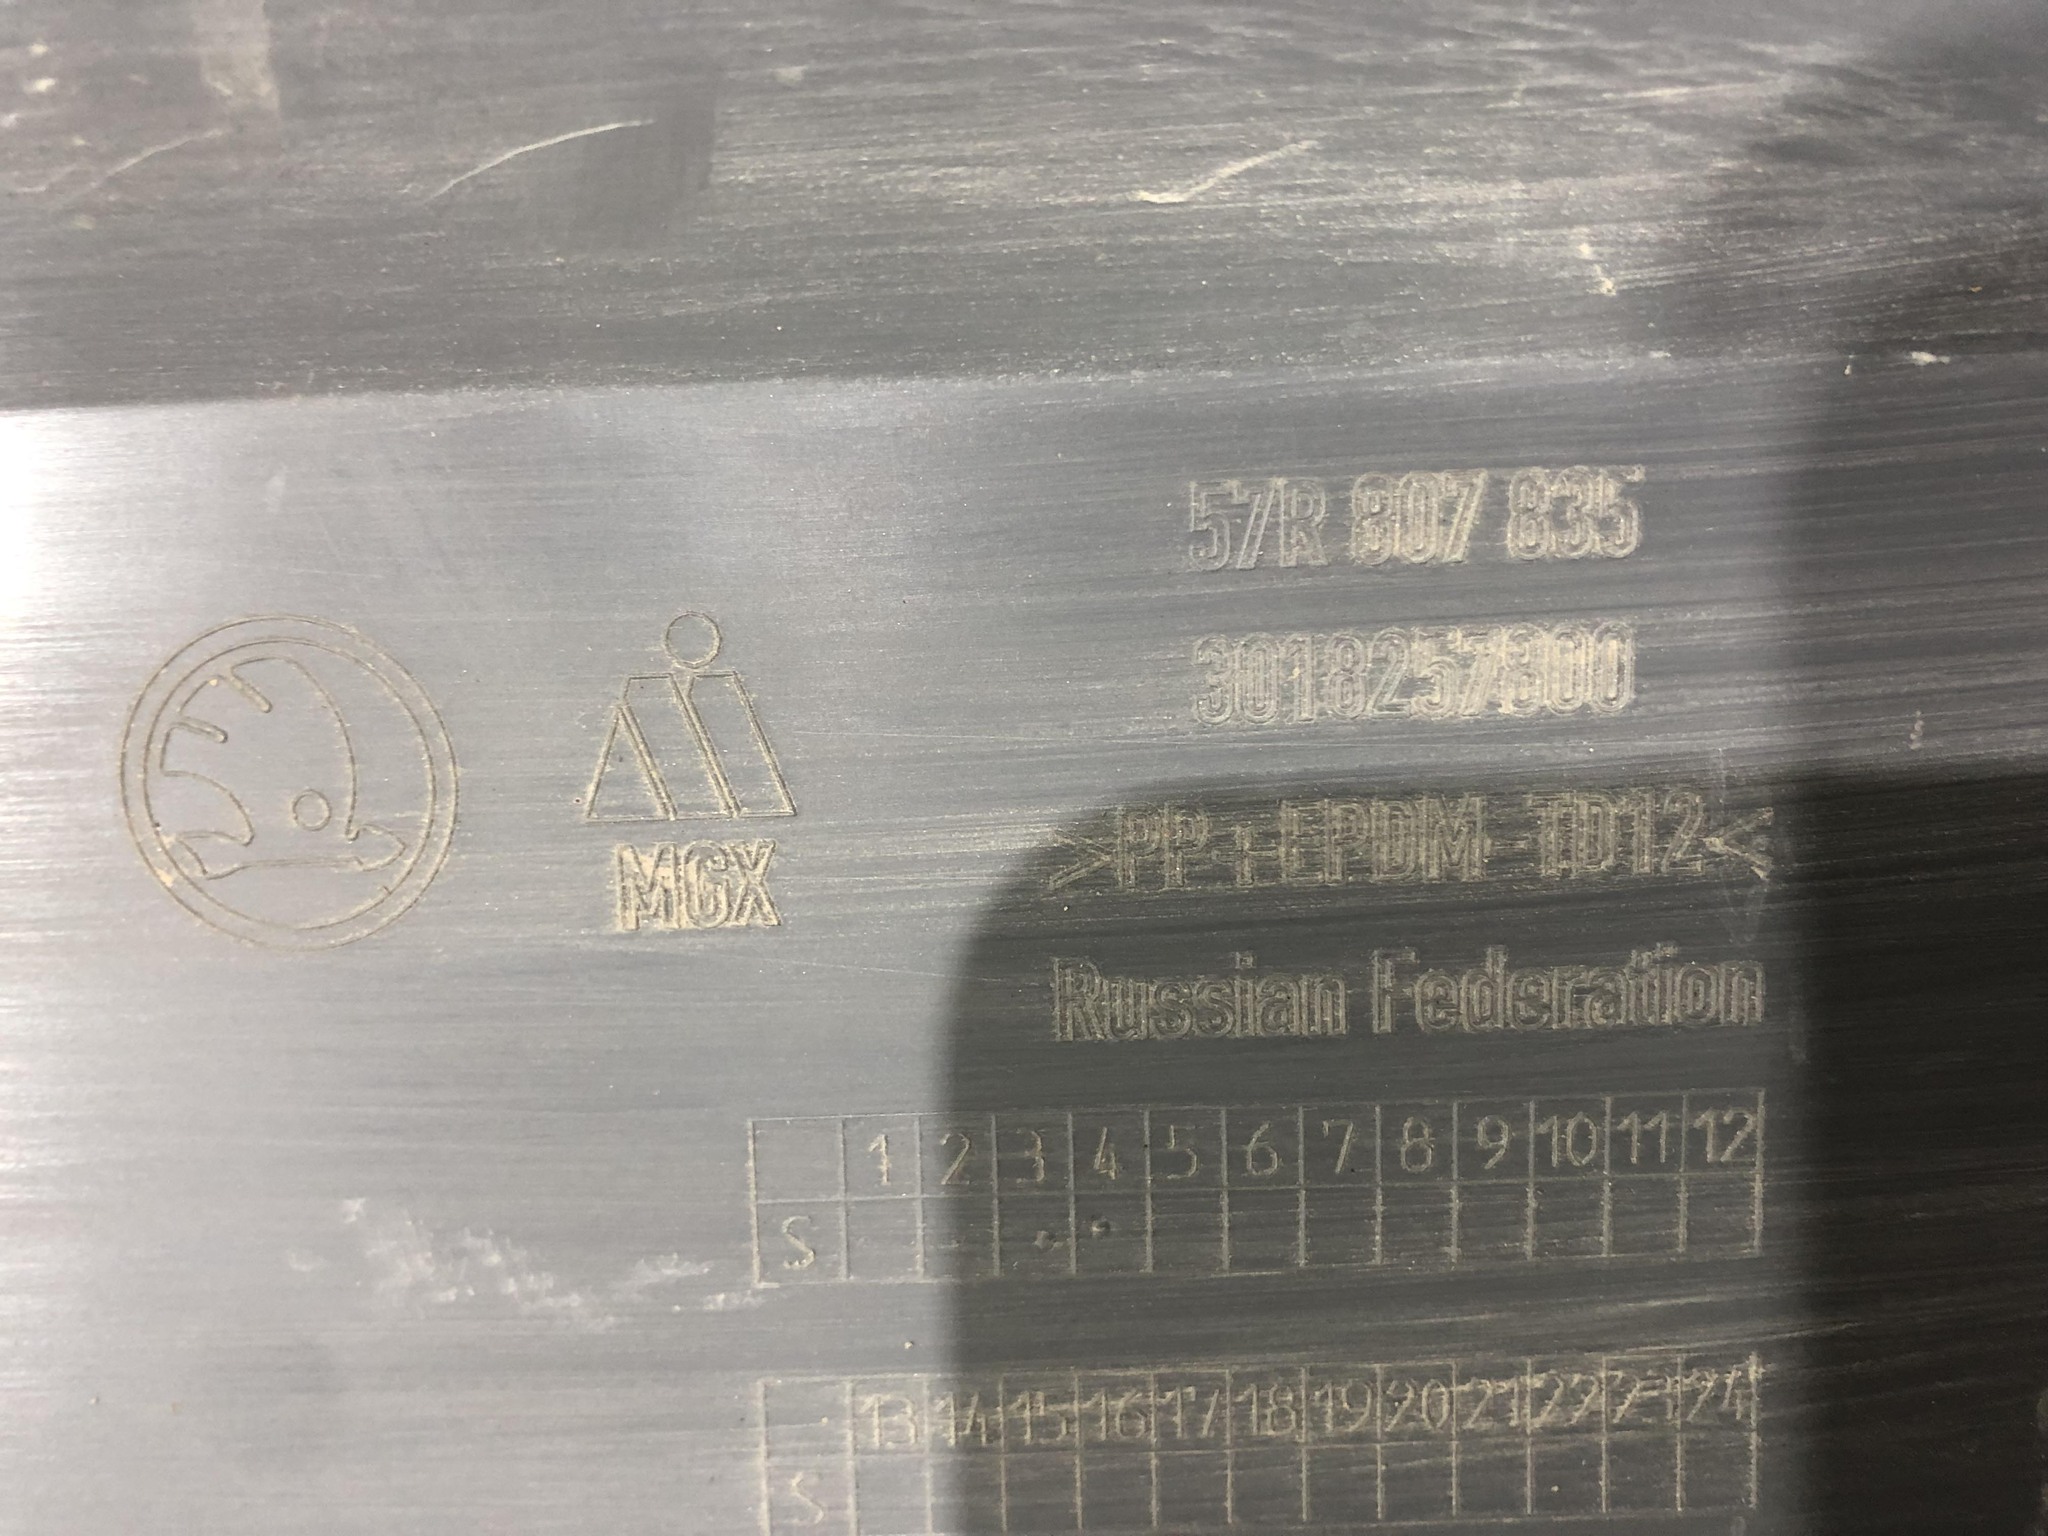 57R 807 835
3018257800
MGX
>PP+EPDM-TD12<
Russian Federation
1 2 3 4 5 6 7 8 9 10 11 12
S
13 14 15 16 17 18 19 20 21 22 23 24
S